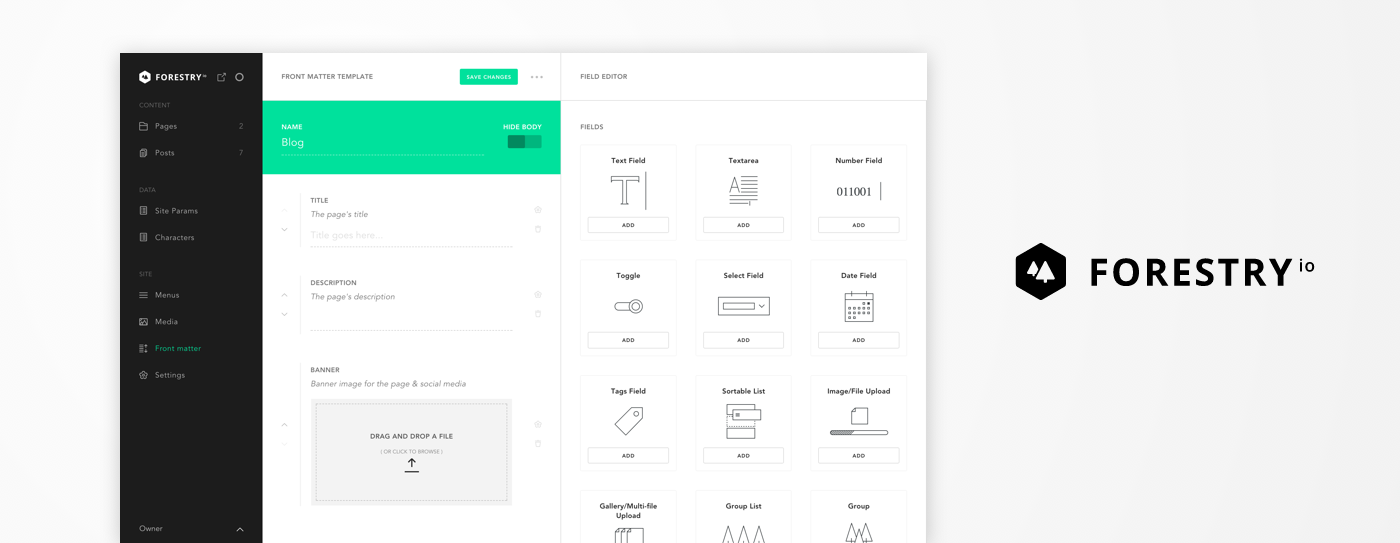 FORESTRY io
CONTENT
Pages 2
Posts 7
DATA
Site Params
Characters
SITE
Menus
Media
Front matter
Settings
Owner
FRONT MATTER TEMPLATE
SAVE CHANGES
NAME
HIDE BODY
Blog
TITLE
The page's title
Title goes here...
DESCRIPTION
The page's description
BANNER
Banner image for the page & social media
DRAG AND DROP A FILE
( OR CLICK TO BROWSE )
FIELD EDITOR
FIELDS
Text Field
T
ADD
Textarea
A
ADD
Number Field
011001
ADD
Toggle
ADD
Select Field
ADD
Date Field
ADD
Tags Field
ADD
Sortable List
ADD
Image/File Upload
ADD
Gallery/Multi-file
Upload
Group List
Group
FORESTRY io